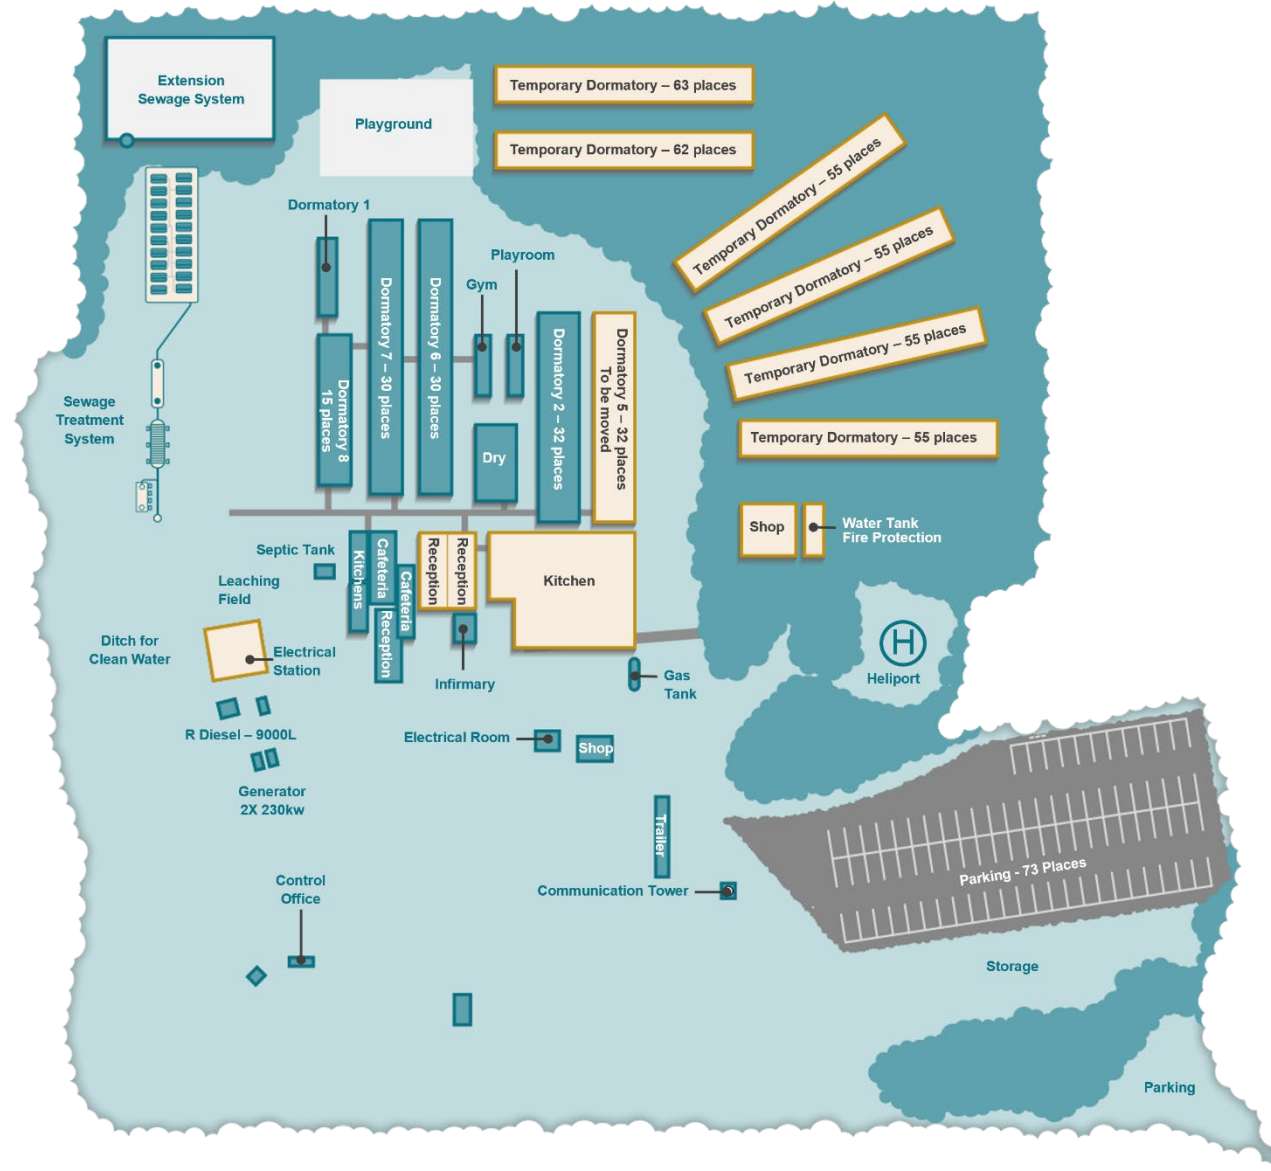 Extension
Sewage System
Playground
Temporary Dormatory – 63 places
Temporary Dormatory – 62 places
Temporary Dormatory – 55 places
Temporary Dormatory – 55 places
Temporary Dormatory – 55 places
Temporary Dormatory – 55 places
Dormatory 1
Playroom
Gym
Dormatory 8
15 places
Dormatory 7 – 30 places
Dormatory 6 – 30 places
Dry
Dormatory 2 – 32 places
Dormatory 5 – 32 places
To be moved
Sewage
Treatment
System
Shop
Water Tank
Fire Protection
Septic Tank
Kitchens
Cafeteria
Cafeteria
Reception
Reception
Reception
Kitchen
Leaching
Field
Ditch for
Clean Water
Electrical
Station
Infirmary
Gas
Tank
H
Heliport
R Diesel – 9000L
Electrical Room
Shop
Generator
2X 230kw
Trailer
Communication Tower
Parking - 73 Places
Control
Office
Storage
Parking